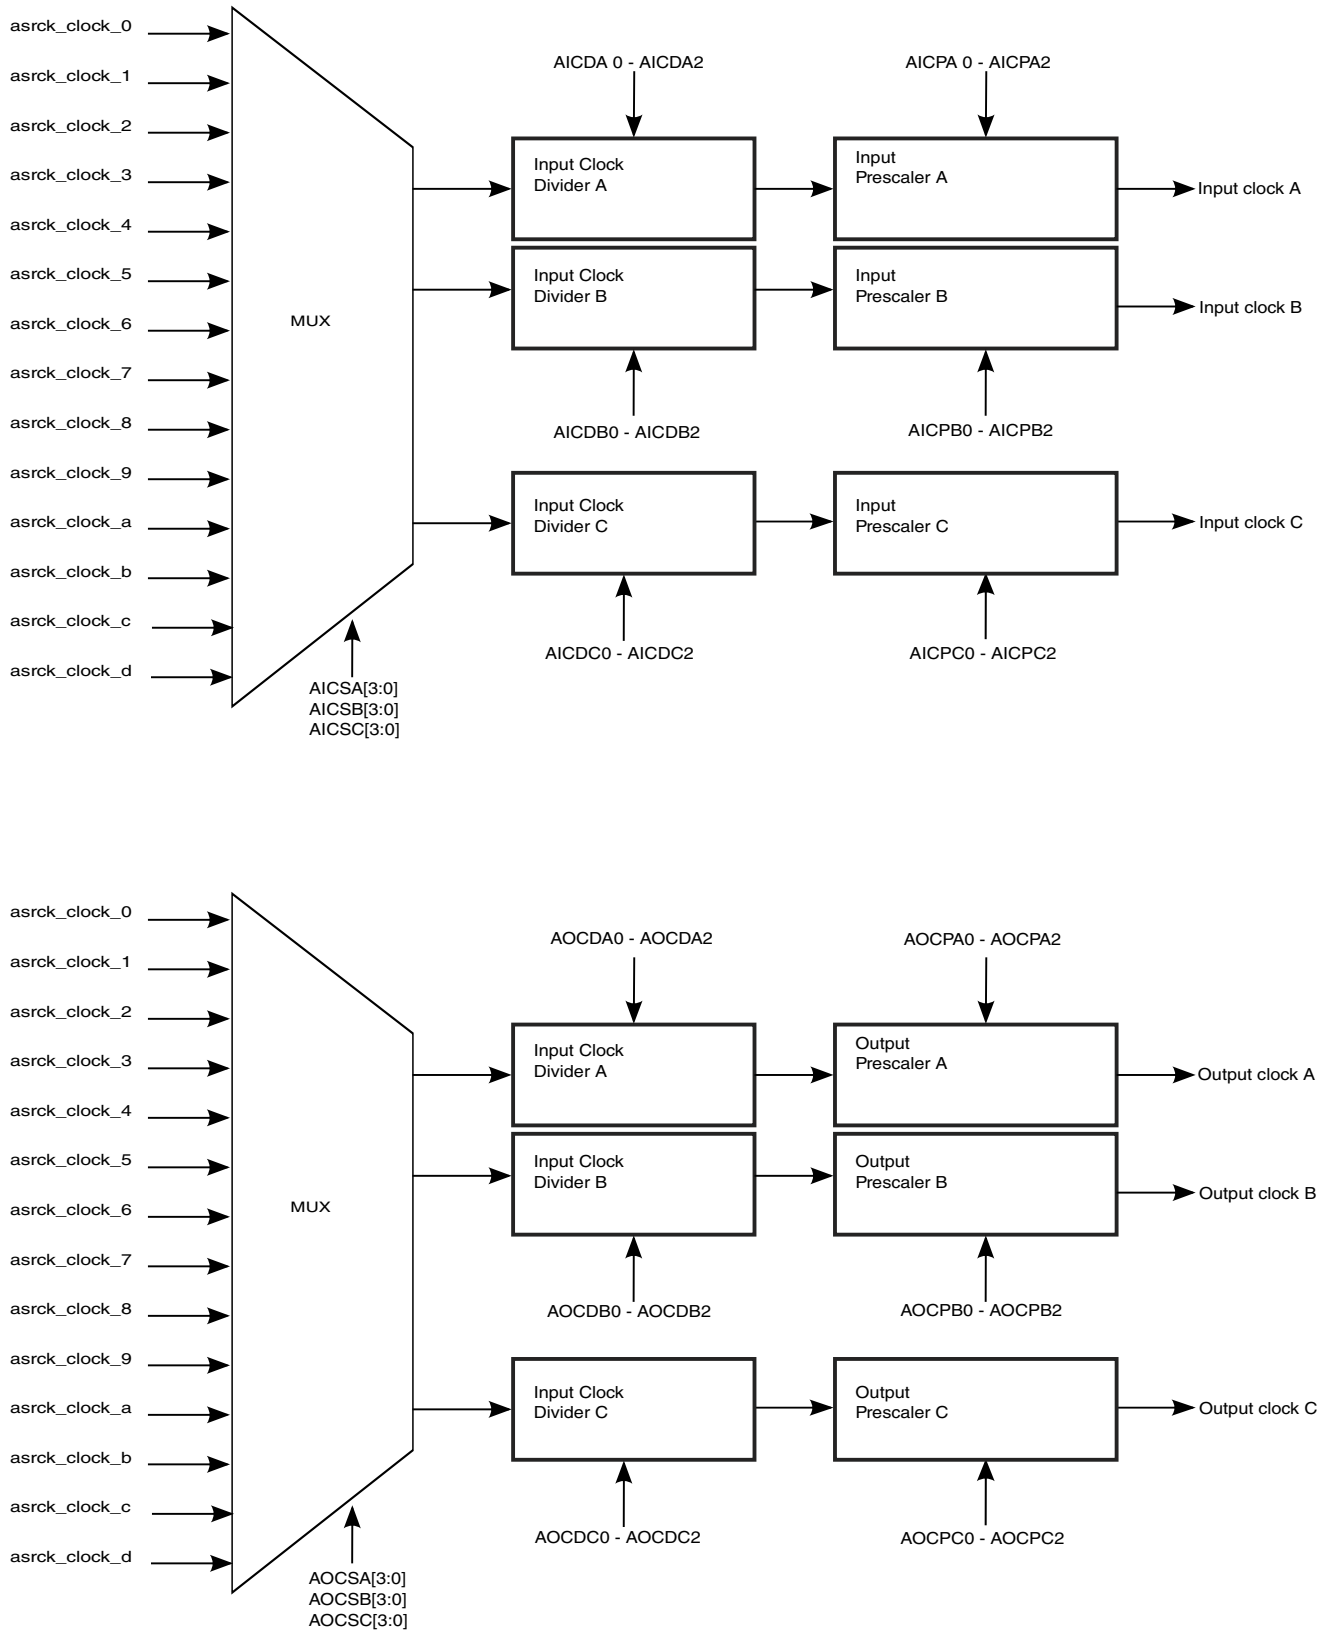 asrck_clock_0
asrck_clock_1
asrck_clock_2
asrck_clock_3
asrck_clock_4
asrck_clock_5
asrck_clock_6
asrck_clock_7
asrck_clock_8
asrck_clock_9
asrck_clock_a
asrck_clock_b
asrck_clock_c
asrck_clock_d
MUX
AICSA[3:0]
AICSB[3:0]
AICSC[3:0]
AICDA 0 - AICDA2
AICPA 0 - AICPA2
Input Clock
Divider A
Input
Prescaler A
Input clock A
Input Clock
Divider B
Input
Prescaler B
Input clock B
AICDB0 - AICDB2
AICPB0 - AICPB2
Input Clock
Divider C
Input
Prescaler C
Input clock C
AICDC0 - AICDC2
AICPC0 - AICPC2
asrck_clock_0
asrck_clock_1
asrck_clock_2
asrck_clock_3
asrck_clock_4
asrck_clock_5
asrck_clock_6
asrck_clock_7
asrck_clock_8
asrck_clock_9
asrck_clock_a
asrck_clock_b
asrck_clock_c
asrck_clock_d
MUX
AOCSA[3:0]
AOCSB[3:0]
AOCSC[3:0]
AOCDA0 - AOCDA2
AOCPA0 - AOCPA2
Input Clock
Divider A
Output
Prescaler A
Output clock A
Input Clock
Divider B
Output
Prescaler B
Output clock B
AOCDB0 - AOCDB2
AOCPB0 - AOCPB2
Input Clock
Divider C
Output
Prescaler C
Output clock C
AOCDC0 - AOCDC2
AOCPC0 - AOCPC2